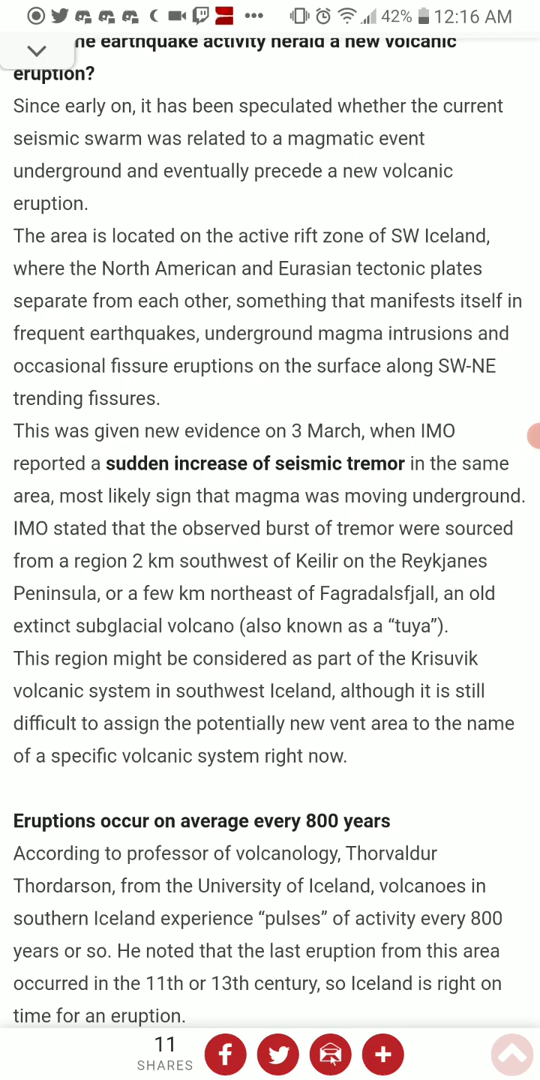 42% 12:16 AM
he earthquake activity herald a new volcanic
eruption?
Since early on, it has been speculated whether the current
seismic swarm was related to a magmatic event
underground and eventually precede a new volcanic
eruption.
The area is located on the active rift zone of SW Iceland,
where the North American and Eurasian tectonic plates
separate from each other, something that manifests itself in
frequent earthquakes, underground magma intrusions and
occasional fissure eruptions on the surface along SW-NE
trending fissures.
This was given new evidence on 3 March, when IMO
reported a sudden increase of seismic tremor in the same
area, most likely sign that magma was moving underground.
IMO stated that the observed burst of tremor were sourced
from a region 2 km southwest of Keilir on the Reykjanes
Peninsula, or a few km northeast of Fagradalsfjall, an old
extinct subglacial volcano (also known as a “tuya”).
This region might be considered as part of the Krisuvik
volcanic system in southwest Iceland, although it is still
difficult to assign the potentially new vent area to the name
of a specific volcanic system right now.
Eruptions occur on average every 800 years
According to professor of volcanology, Thorvaldur
Thordarson, from the University of Iceland, volcanoes in
southern Iceland experience “pulses” of activity every 800
years or so. He noted that the last eruption from this area
occurred in the 11th or 13th century, so Iceland is right on
time for an eruption.
11
SHARES